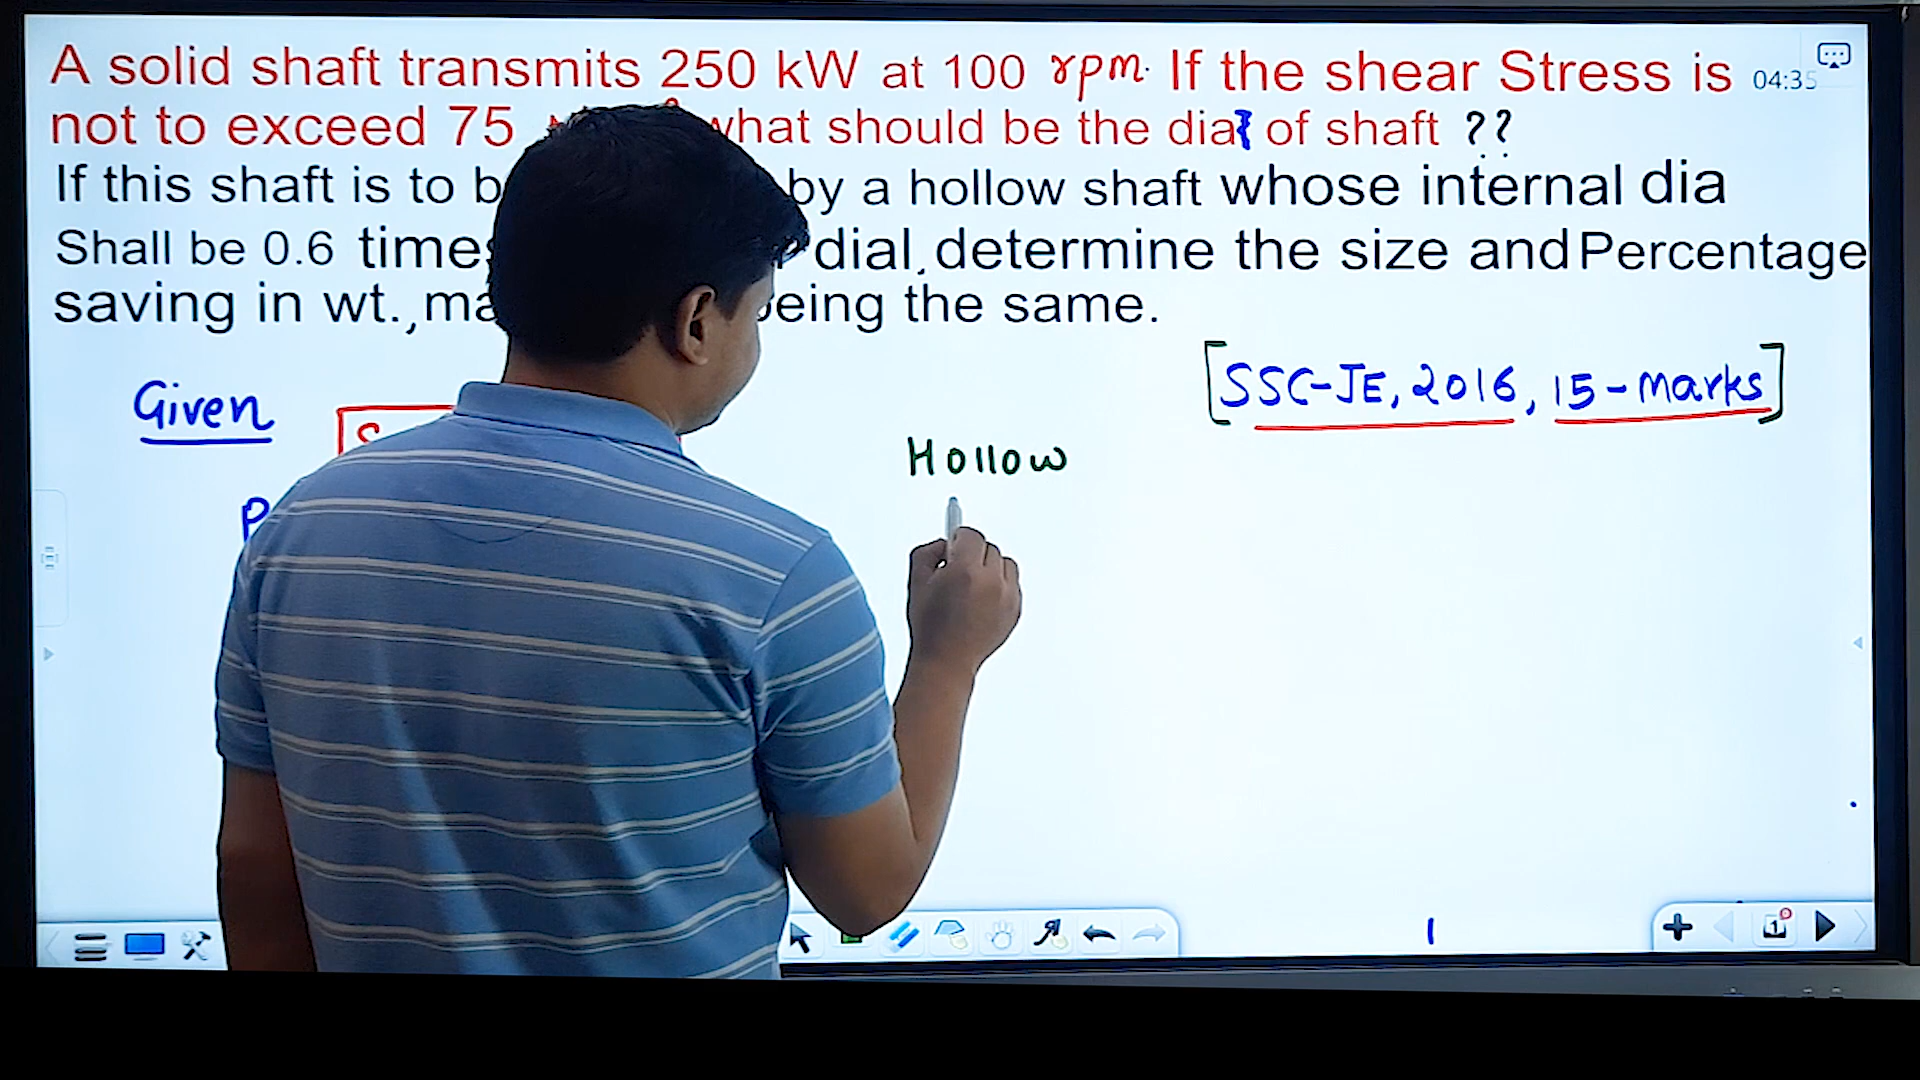 A solid shaft transmits 250 kW at 100 rpm. If the shear Stress is
04:35
not to exceed 75 what should be the dia of shaft ??
If this shaft is to by a hollow shaft whose internal dia
Shall be 0.6 dial, determine the size and Percentage
saving in wt., being the same.
[SSC-JE, 2016, 15-Marks]
Given
Hollow
P
1
1